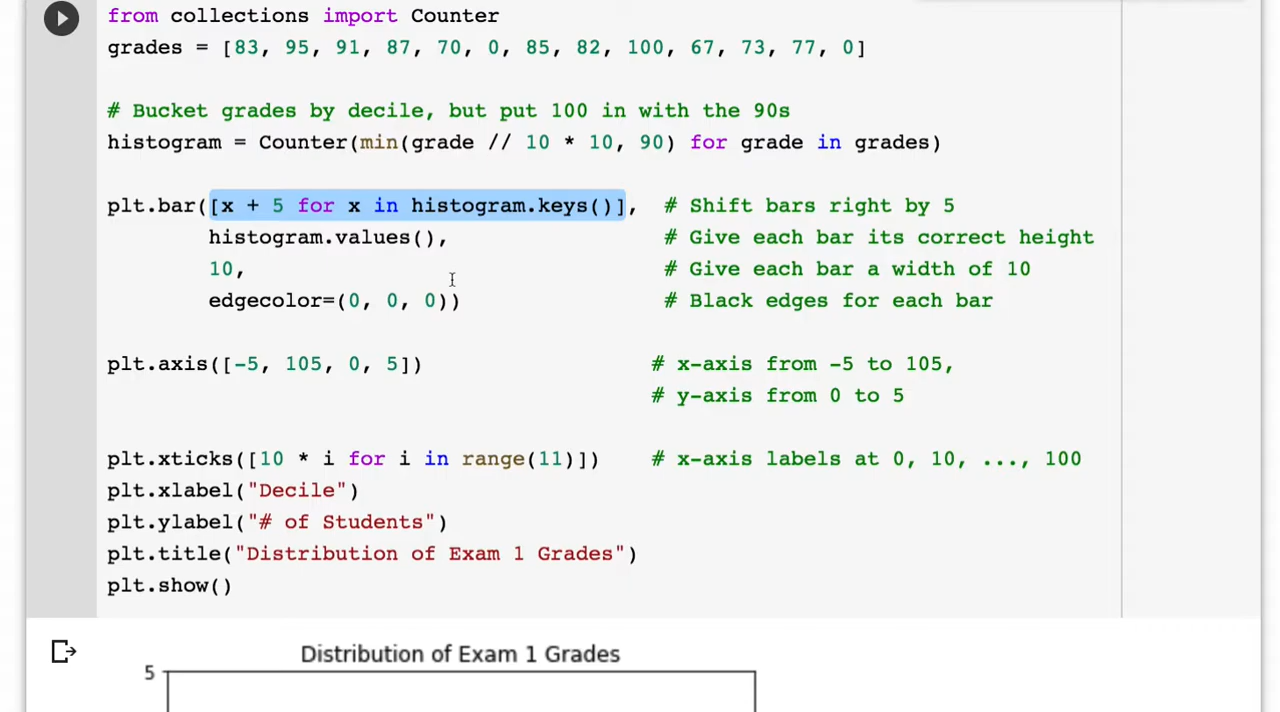 from collections import Counter
grades = [83, 95, 91, 87, 70, 0, 85, 82, 100, 67, 73, 77, 0]
# Bucket grades by decile, but put 100 in with the 90s
histogram = Counter(min(grade // 10 * 10, 90) for grade in grades)
plt.bar([x + 5 for x in histogram.keys()],  # Shift bars right by 5
histogram.values(),  # Give each bar its correct height
10,  # Give each bar a width of 10
edgecolor=(0, 0, 0))  # Black edges for each bar
plt.axis([-5, 105, 0, 5])  # x-axis from -5 to 105,
# y-axis from 0 to 5
plt.xticks([10 * i for i in range(11)])  # x-axis labels at 0, 10, ..., 100
plt.xlabel("Decile")
plt.ylabel("# of Students")
plt.title("Distribution of Exam 1 Grades")
plt.show()
Distribution of Exam 1 Grades
5